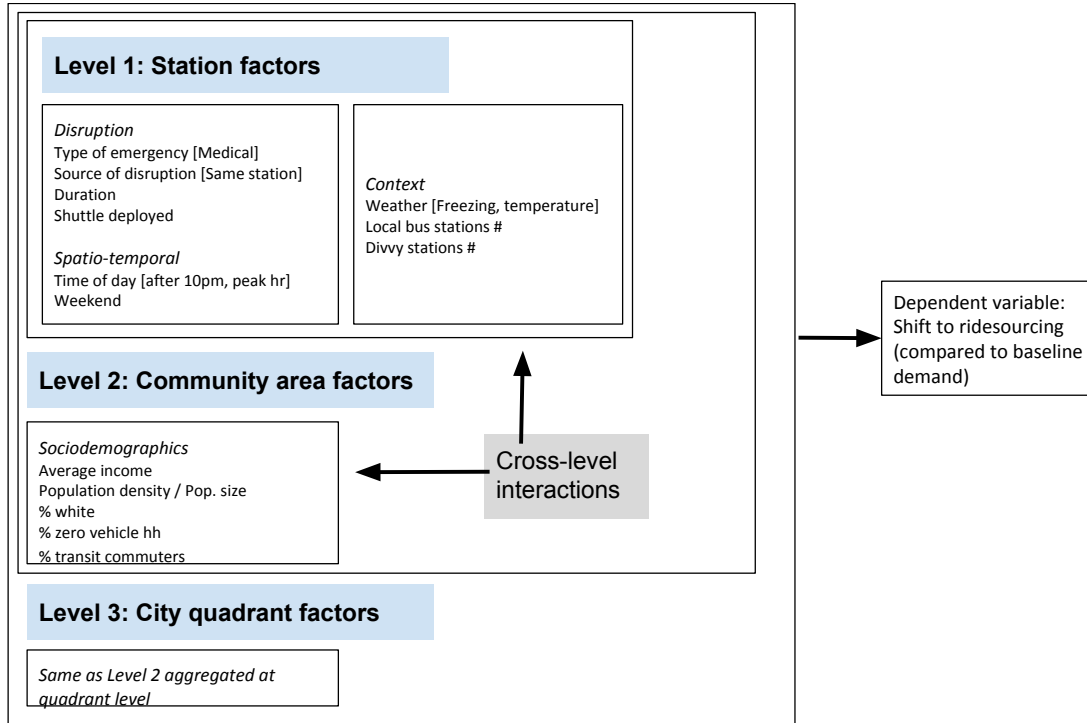 Level 1: Station factors
Disruption
Type of emergency [Medical]
Source of disruption [Same station]
Duration
Shuttle deployed
Spatio-temporal
Time of day [after 10pm, peak hr]
Weekend
Context
Weather [Freezing, temperature]
Local bus stations #
Divvy stations #
Level 2: Community area factors
Sociodemographics
Average income
Population density / Pop. size
% white
% zero vehicle hh
% transit commuters
Cross-level
interactions
Level 3: City quadrant factors
Same as Level 2 aggregated at
quadrant level
Dependent variable:
Shift to ridesourcing
(compared to baseline
demand)